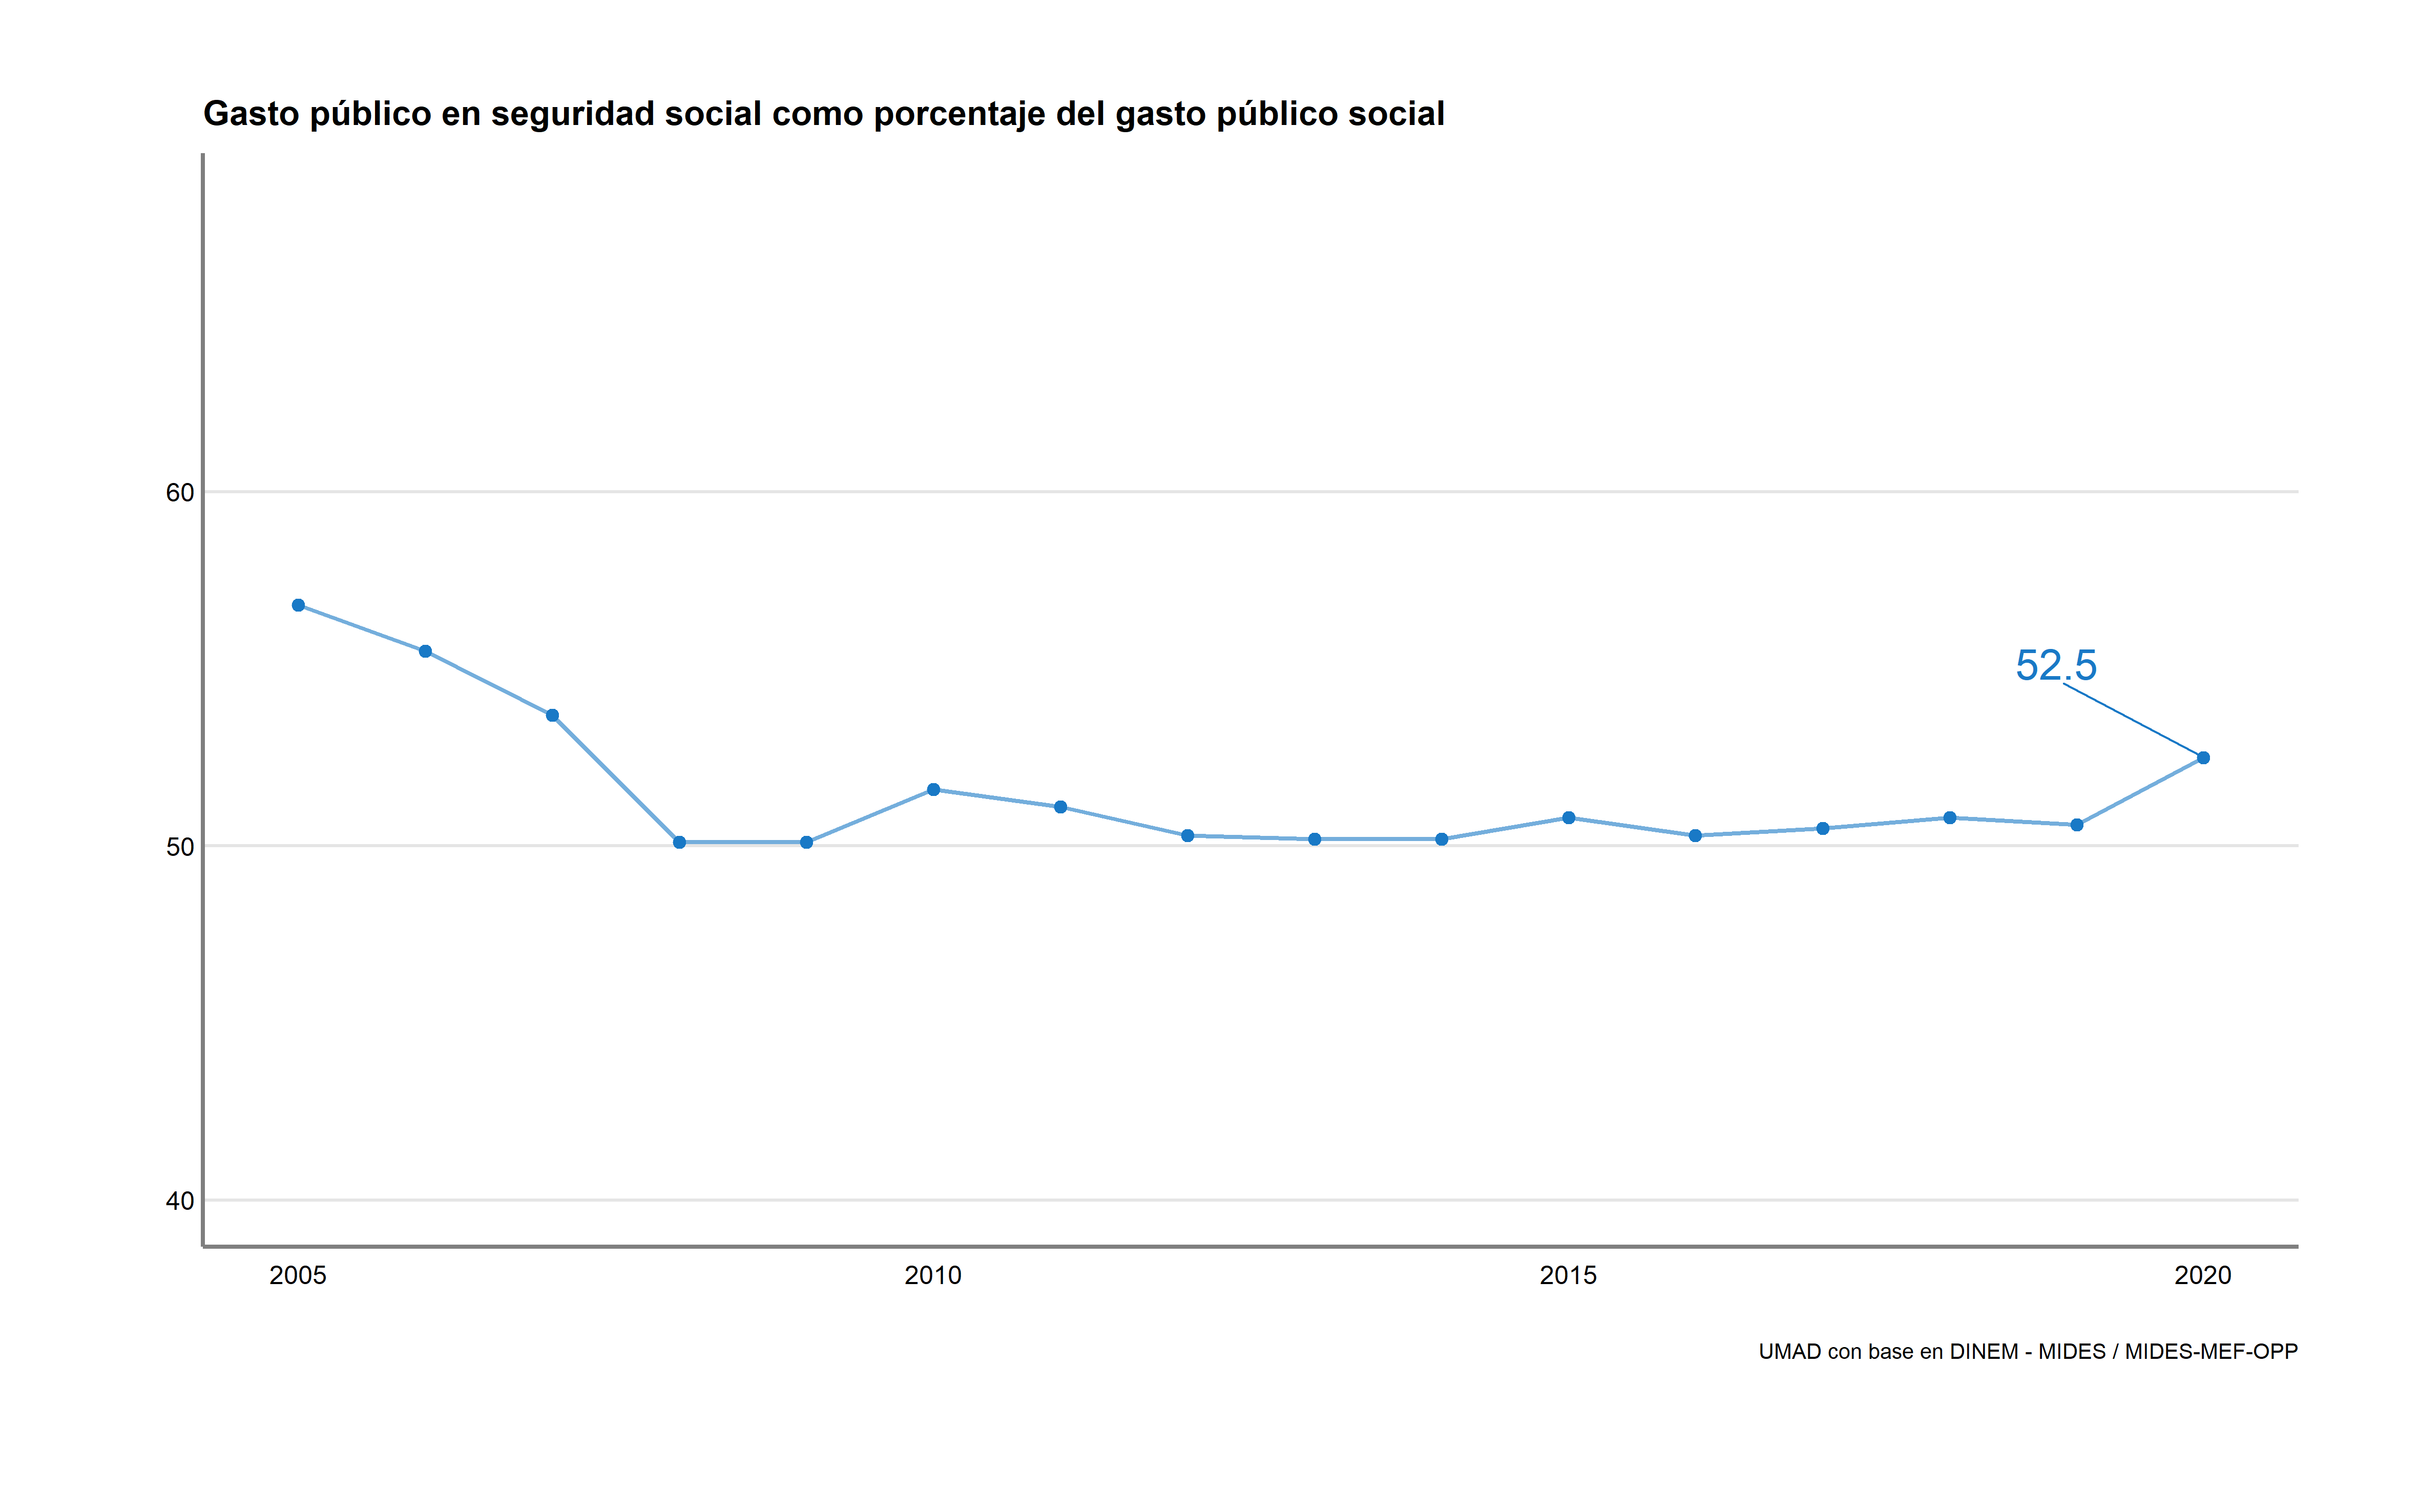 Gasto público en seguridad social como porcentaje del gasto público social
60
52.5
50
40
2005 2010 2015 2020
UMAD con base en DINEM - MIDES / MIDES-MEF-OPP